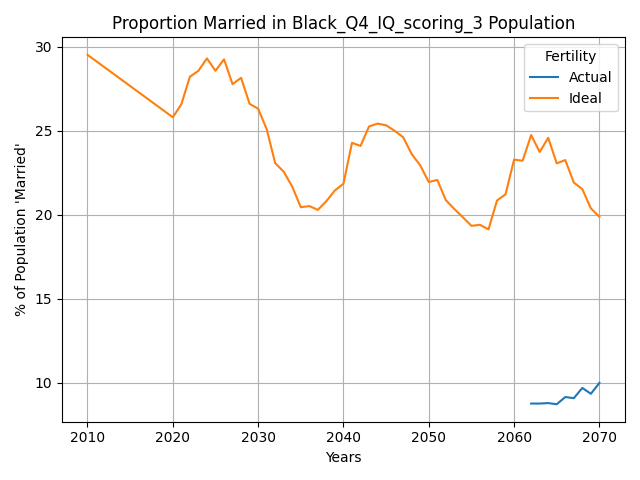 Proportion Married in Black_Q4_IQ_scoring_3 Population
Fertility
Actual
Ideal
% of Population 'Married'
30
25
20
15
10
2010 2020 2030 2040 2050 2060 2070
Years